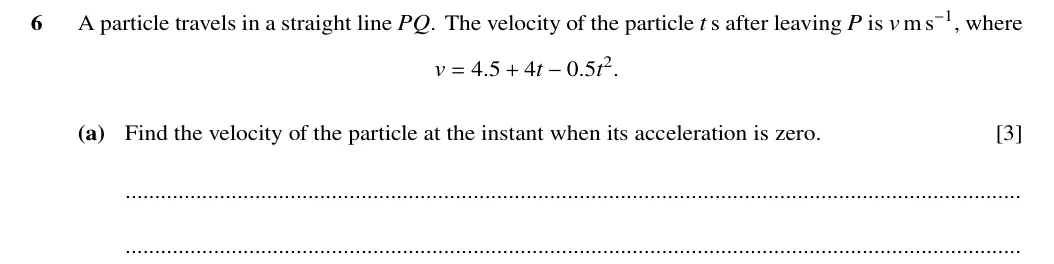 6 A particle travels in a straight line PQ. The velocity of the particle t s after leaving P is v m s⁻¹, where
v = 4.5 + 4t – 0.5t².
(a) Find the velocity of the particle at the instant when its acceleration is zero. [3]